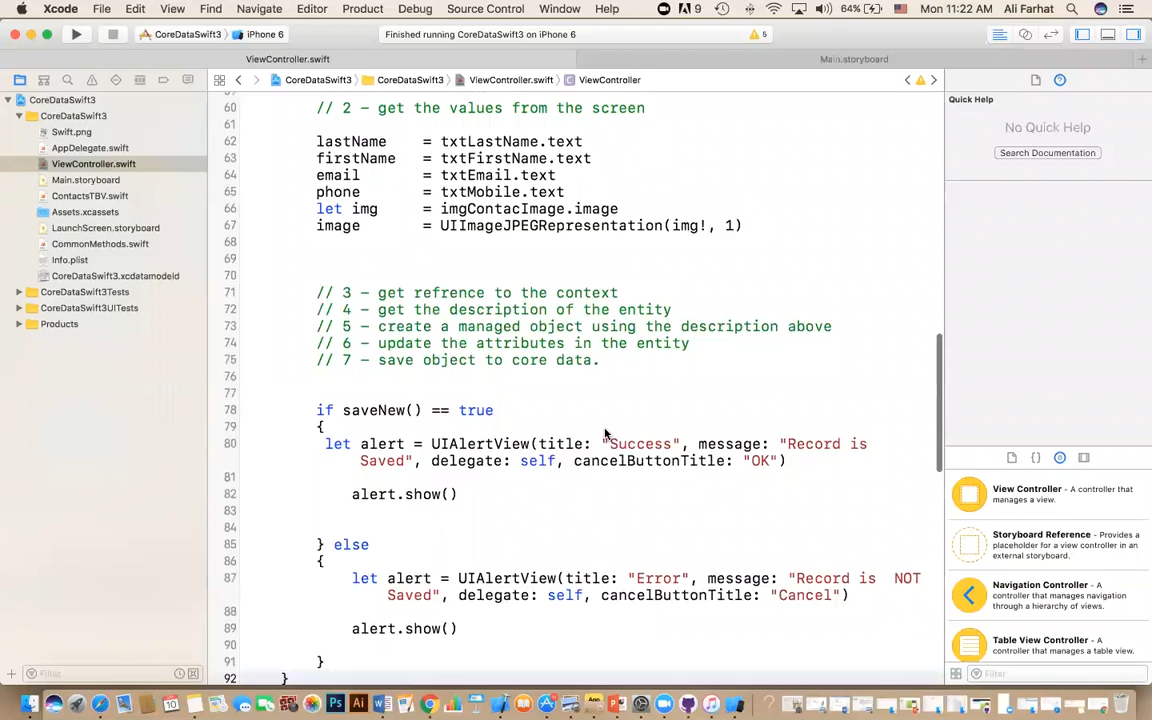 Xcode File Edit View Find Navigate Editor Product Debug Source Control Window Help 9 64% Mon 11:22 AM Ali Farhat
CoreDataSwift3 iPhone 6 Finished running CoreDataSwift3 on iPhone 6 5
ViewController.swift Main.storyboard
CoreDataSwift3 CoreDataSwift3 ViewController.swift ViewController
CoreDataSwift3
CoreDataSwift3
Swift.png
AppDelegate.swift
ViewController.swift
Main.storyboard
ContactsTBV.swift
Assets.xcassets
LaunchScreen.storyboard
CommonMethods.swift
Info.plist
CoreDataSwift3.xcdatamodeld
CoreDataSwift3Tests
CoreDataSwift3UITests
Products
Filter
60 // 2 – get the values from the screen
61
62 lastName = txtLastName.text
63 firstName = txtFirstName.text
64 email = txtEmail.text
65 phone = txtMobile.text
66 let img = imgContacImage.image
67 image = UIImageJPEGRepresentation(img!, 1)
68
69
70
71 // 3 – get refrence to the context
72 // 4 – get the description of the entity
73 // 5 – create a managed object using the description above
74 // 6 – update the attributes in the entity
75 // 7 – save object to core data.
76
77
78 if saveNew() == true
79 {
80 let alert = UIAlertView(title: "Success", message: "Record is
Saved", delegate: self, cancelButtonTitle: "OK")
81
82 alert.show()
83
84
85 } else
86 {
87 let alert = UIAlertView(title: "Error", message: "Record is NOT
Saved", delegate: self, cancelButtonTitle: "Cancel")
88
89 alert.show()
90
91 }
92 }
Quick Help
No Quick Help
Search Documentation
View Controller - A controller that
manages a view.
Storyboard Reference - Provides a
placeholder for a view controller in an
external storyboard.
Navigation Controller - A
controller that manages navigation
through a hierarchy of views.
Table View Controller - A
controller that manages a table view.
Filter